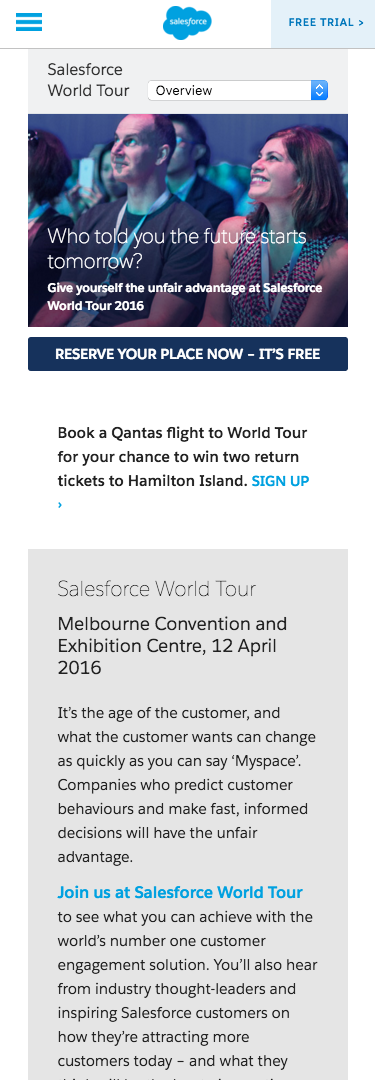 salesforce
FREE TRIAL >
Salesforce
World Tour
Overview
Who told you the future starts
tomorrow?
Give yourself the unfair advantage at Salesforce
World Tour 2016
RESERVE YOUR PLACE NOW – IT’S FREE
Book a Qantas flight to World Tour
for your chance to win two return
tickets to Hamilton Island. SIGN UP
›
Salesforce World Tour
Melbourne Convention and
Exhibition Centre, 12 April
2016
It’s the age of the customer, and
what the customer wants can change
as quickly as you can say ‘Myspace’.
Companies who predict customer
behaviours and make fast, informed
decisions will have the unfair
advantage.
Join us at Salesforce World Tour
to see what you can achieve with the
world’s number one customer
engagement solution. You’ll also hear
from industry thought-leaders and
inspiring Salesforce customers on
how they’re attracting more
customers today – and what they